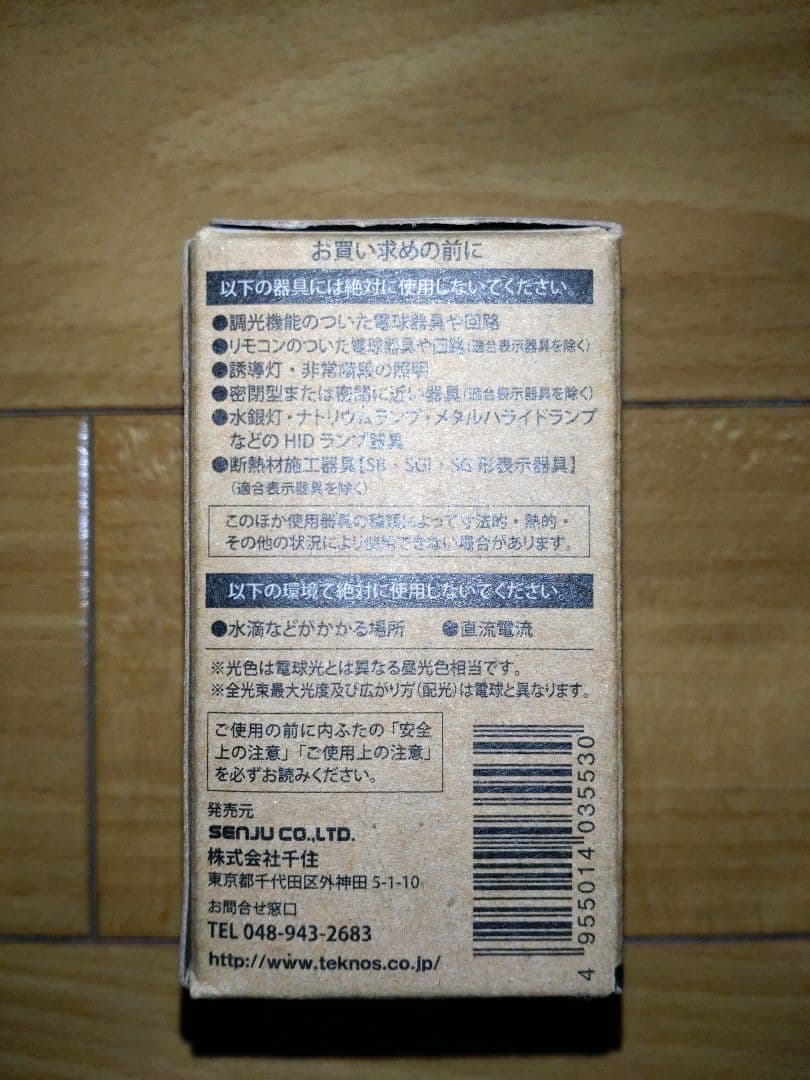 お買い求めの前に
以下の器具には絶対に使用しないでください。
●調光機能のついた電球器具や回路
●リモコンのついた電球器具や回路(適合表示器具を除く)
●誘導灯・非常階段の照明
●密閉型または密閉に近い器具(適合表示器具を除く)
●水銀灯・ナトリウムランプ・メタルハライドランプ
などの HID ランプ器具
●断熱材施工器具【SB・SGI・SG 形表示器具】
(適合表示器具を除く)
このほか使用器具の種類によって寸法的・熱的・
その他の状況により使用できない場合があります。
以下の環境で絶対に使用しないでください。
●水滴などがかかる場所 ●直流電流
※光色は電球光とは異なる昼光色相当です。
※全光束最大光度及び広がり方(配光)は電球と異なります。
ご使用の前に内ふたの「安全
上の注意」「ご使用上の注意」
を必ずお読みください。
発売元
SENJU CO.,LTD.
株式会社千住
東京都千代田区外神田 5-1-10
お問合せ窓口
TEL 048-943-2683
http://www.teknos.co.jp/
4 955014 035530